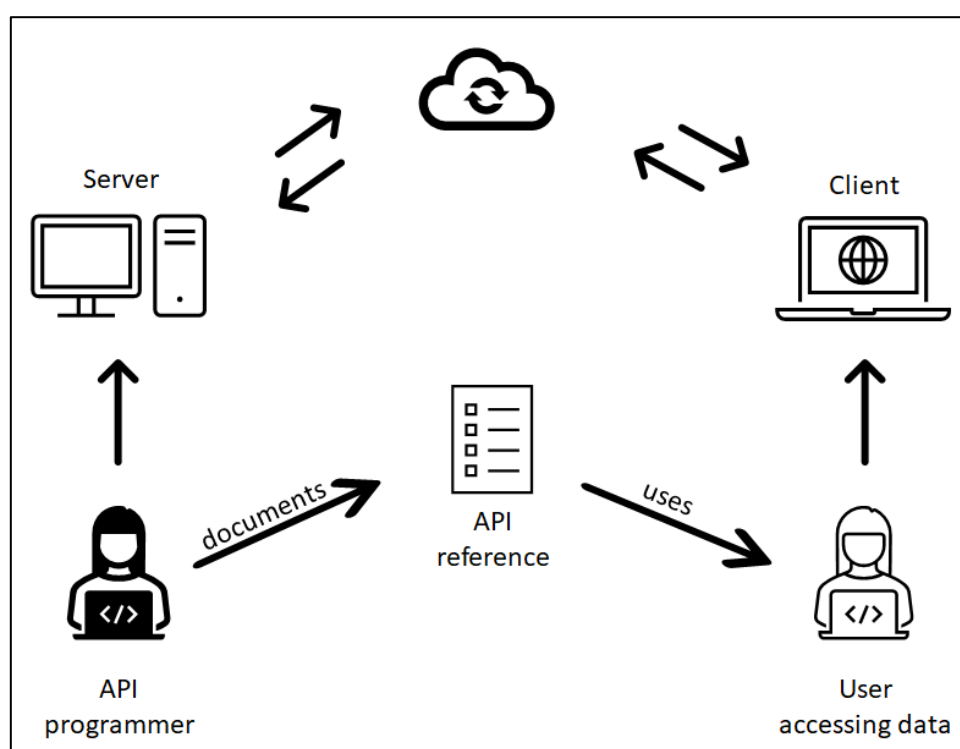 Server
Client
documents
uses
API
reference
</>
</>
API
programmer
User
accessing data